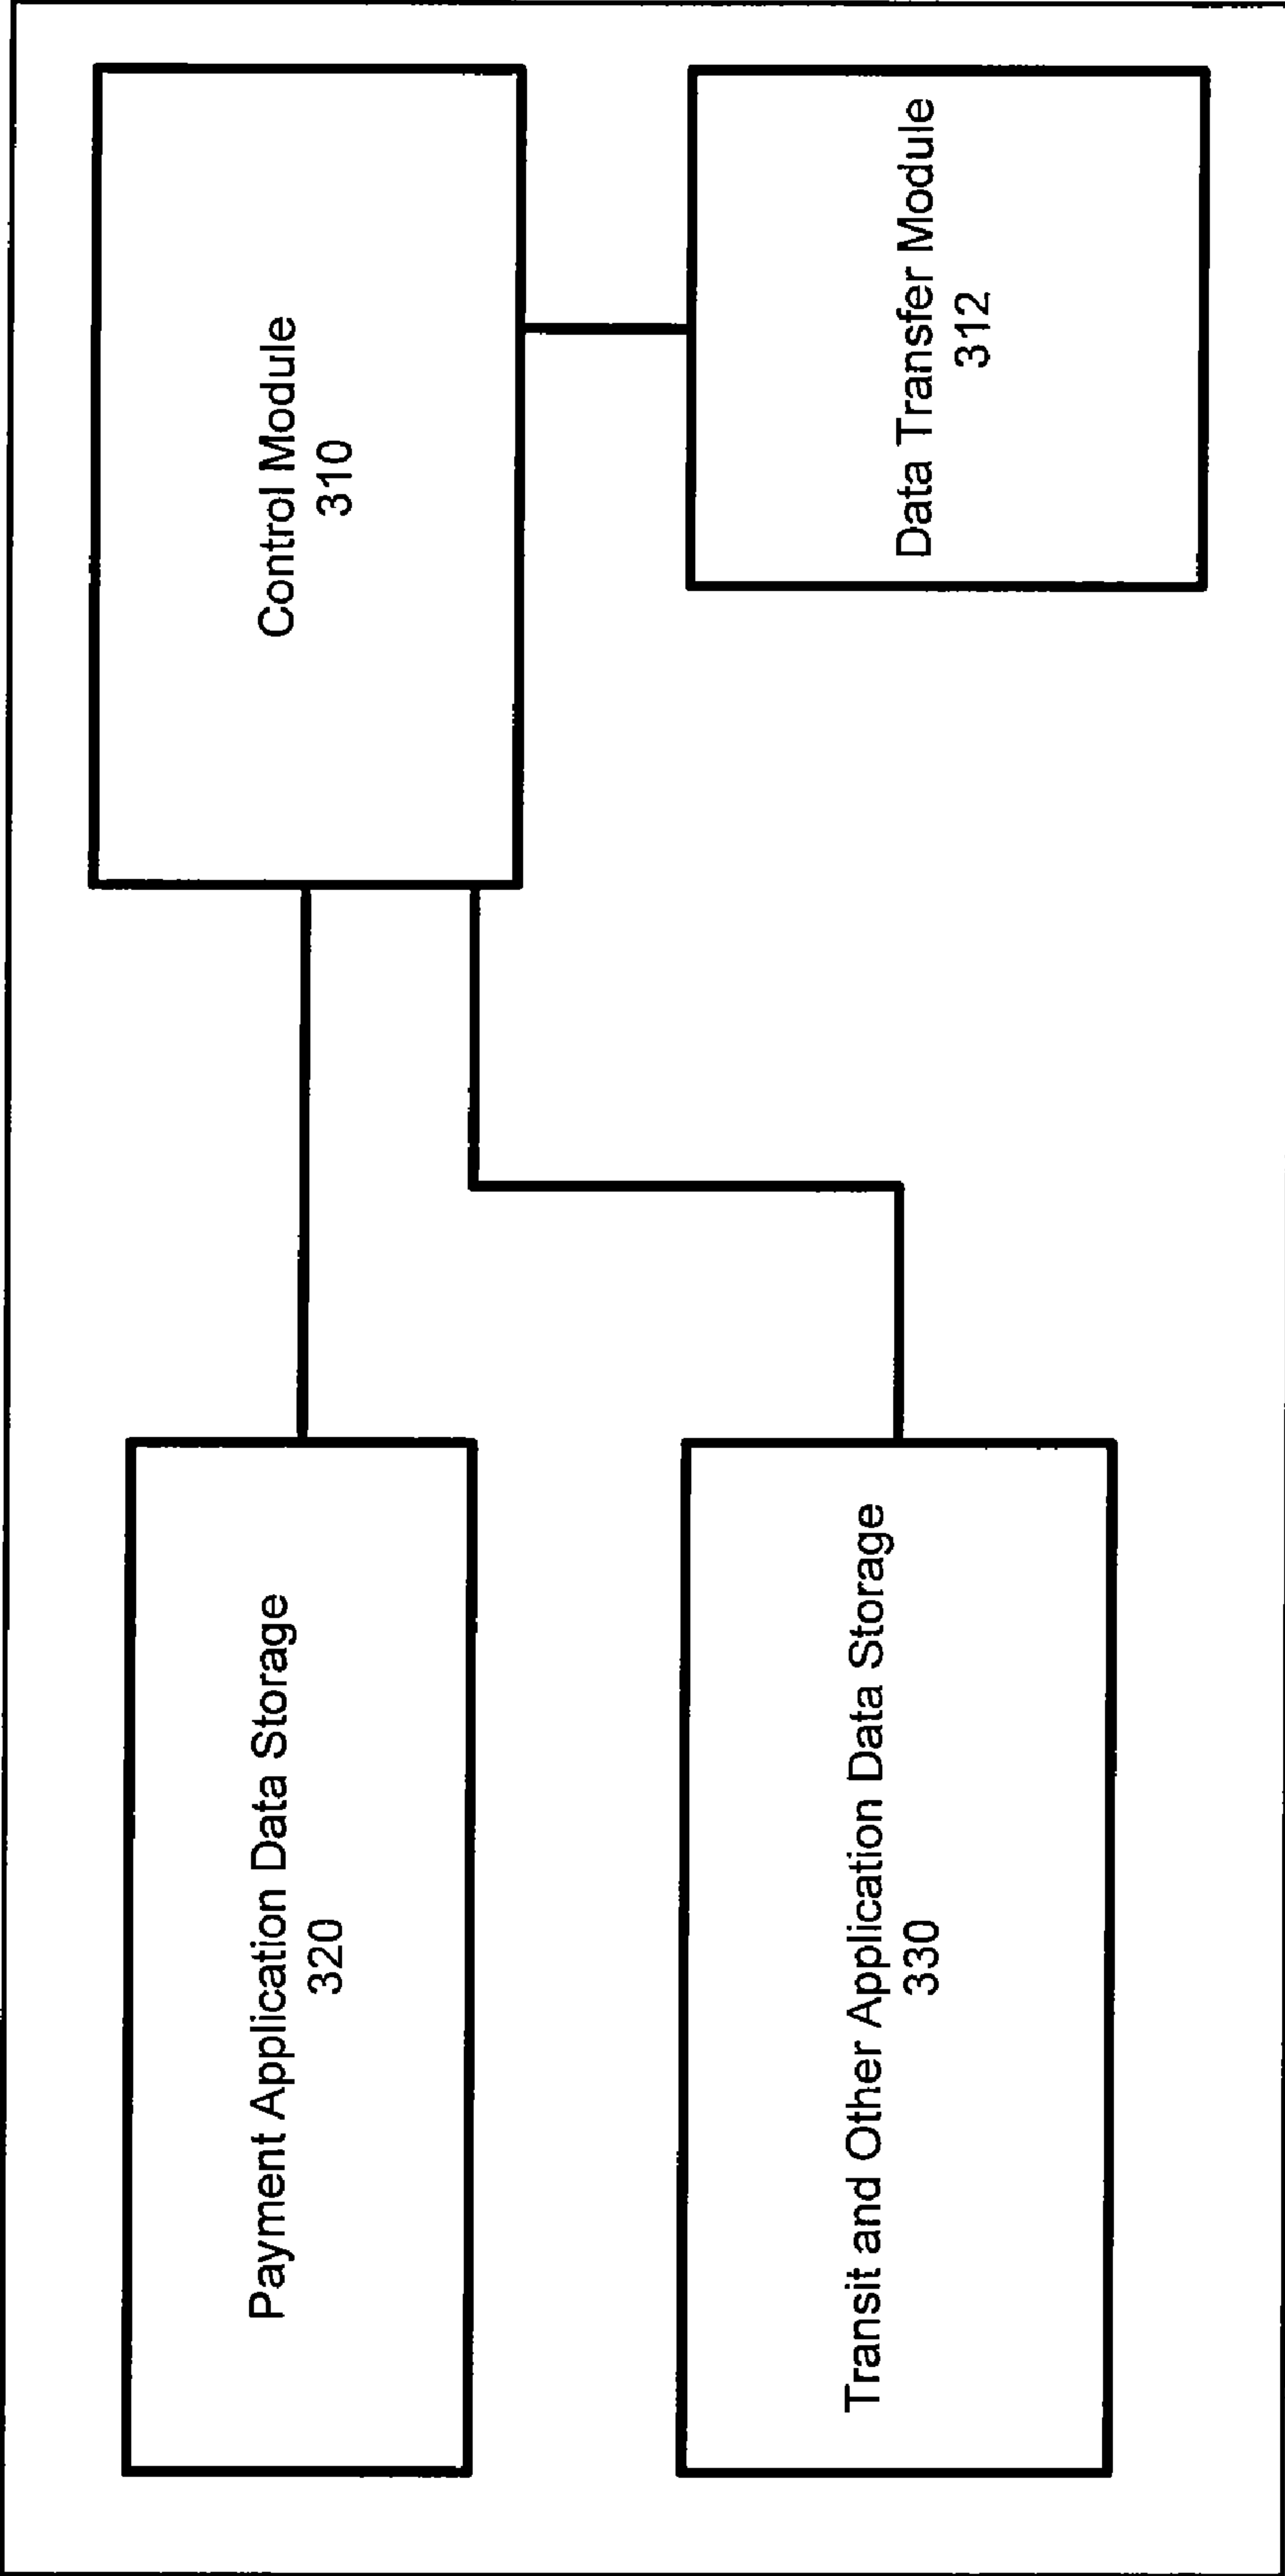 Payment Application Data Storage
320
Control Module
310
Transit and Other Application Data Storage
330
Data Transfer Module
312